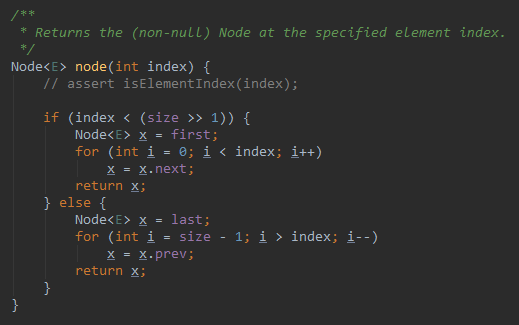 /**
 * Returns the (non-null) Node at the specified element index.
 */
Node<E> node(int index) {
    // assert isElementIndex(index);

    if (index < (size >> 1)) {
        Node<E> x = first;
        for (int i = 0; i < index; i++)
            x = x.next;
        return x;
    } else {
        Node<E> x = last;
        for (int i = size - 1; i > index; i--)
            x = x.prev;
        return x;
    }
}